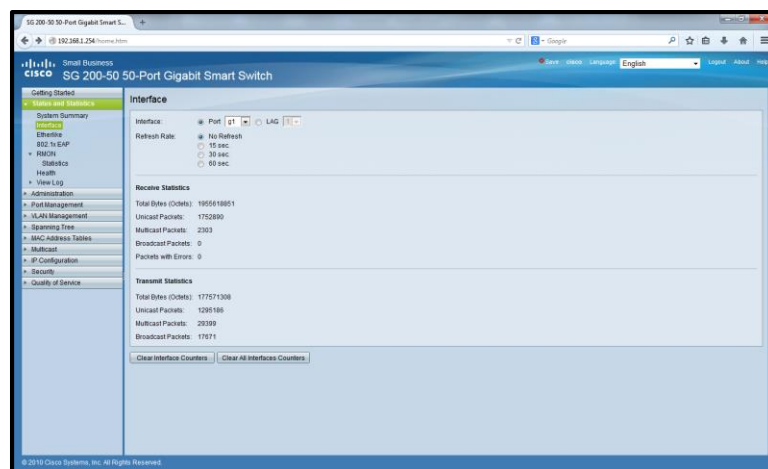 SG 200-50 50-Port Gigabit Smart S...
192.168.1.254/home.htm
Google
Small Business
CISCO SG 200-50 50-Port Gigabit Smart Switch
Save cisco Language: English Logout About Help
Getting Started
Status and Statistics
System Summary
Interface
Etherlike
802.1x EAP
RMON
Statistics
Health
View Log
Administration
Port Management
VLAN Management
Spanning Tree
MAC Address Tables
Multicast
IP Configuration
Security
Quality of Service
Interface
Interface: Port g1 LAG 1
Refresh Rate: No Refresh
15 sec
30 sec
60 sec
Receive Statistics
Total Bytes (Octets): 1955618851
Unicast Packets: 1752890
Multicast Packets: 2303
Broadcast Packets: 0
Packets with Errors: 0
Transmit Statistics
Total Bytes (Octets): 177571308
Unicast Packets: 1295186
Multicast Packets: 29399
Broadcast Packets: 17671
Clear Interface Counters Clear All Interfaces Counters
© 2010 Cisco Systems, Inc. All Rights Reserved.